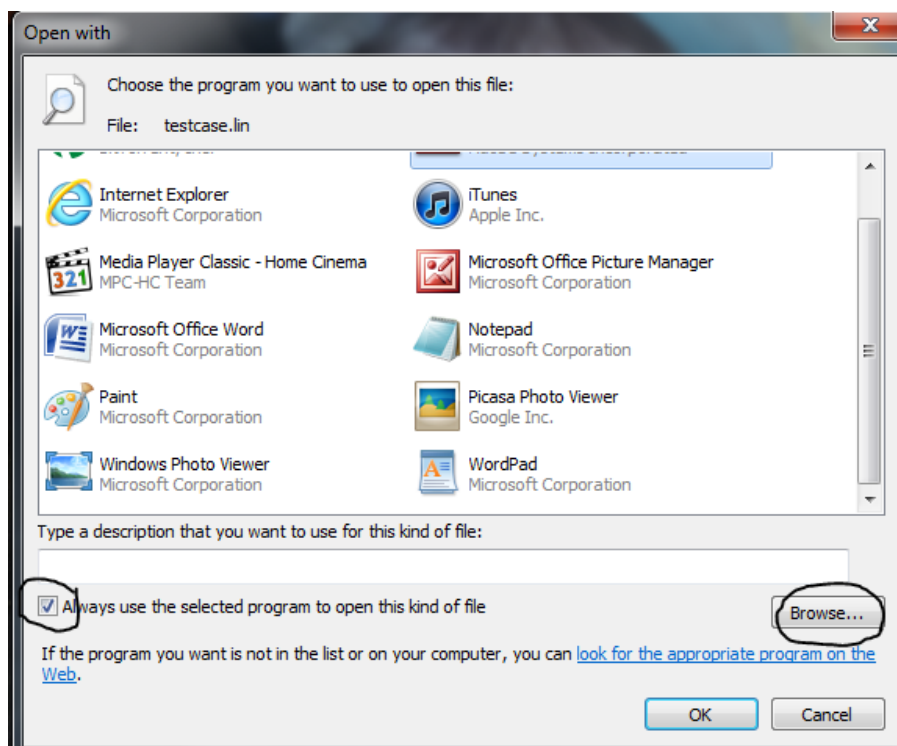 Open with
Choose the program you want to use to open this file:
File: testcase.lin
Internet Explorer
Microsoft Corporation
iTunes
Apple Inc.
Media Player Classic - Home Cinema
MPC-HC Team
321
Microsoft Office Picture Manager
Microsoft Corporation
Microsoft Office Word
Microsoft Corporation
Notepad
Microsoft Corporation
Paint
Microsoft Corporation
Picasa Photo Viewer
Google Inc.
Windows Photo Viewer
Microsoft Corporation
WordPad
Microsoft Corporation
Type a description that you want to use for this kind of file:
Always use the selected program to open this kind of file
Browse...
If the program you want is not in the list or on your computer, you can look for the appropriate program on the
Web.
OK
Cancel